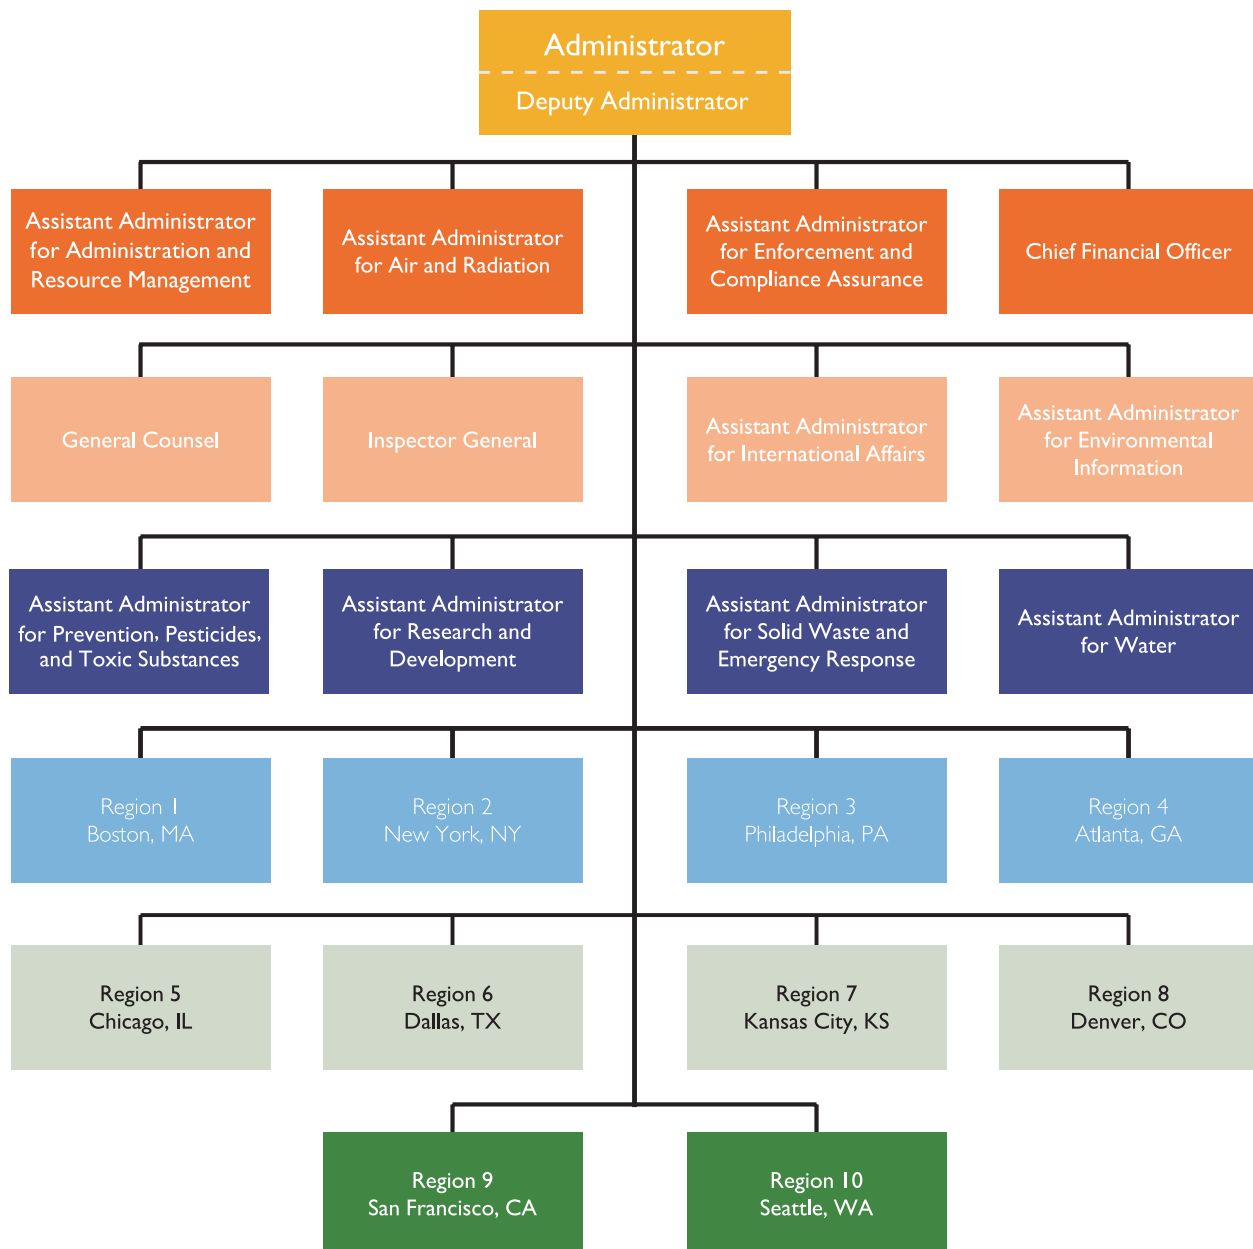 Administrator
Deputy Administrator
Assistant Administrator
for Administration and
Resource Management
Assistant Administrator
for Air and Radiation
Assistant Administrator
for Enforcement and
Compliance Assurance
Chief Financial Officer
General Counsel
Inspector General
Assistant Administrator
for International Affairs
Assistant Administrator
for Environmental
Information
Assistant Administrator
for Prevention, Pesticides,
and Toxic Substances
Assistant Administrator
for Research and
Development
Assistant Administrator
for Solid Waste and
Emergency Response
Assistant Administrator
for Water
Region 1
Boston, MA
Region 2
New York, NY
Region 3
Philadelphia, PA
Region 4
Atlanta, GA
Region 5
Chicago, IL
Region 6
Dallas, TX
Region 7
Kansas City, KS
Region 8
Denver, CO
Region 9
San Francisco, CA
Region 10
Seattle, WA